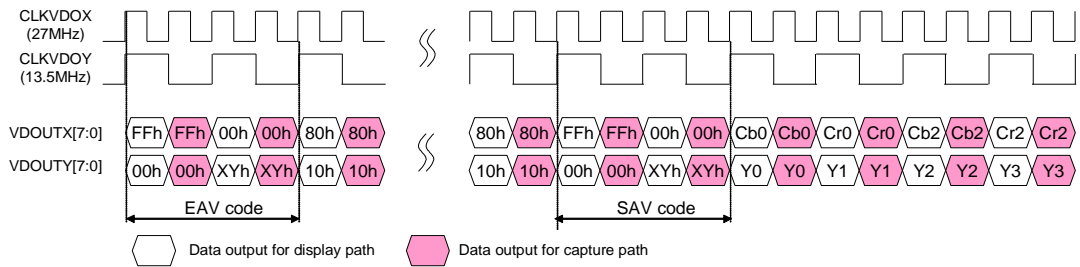 CLKVDOX
(27MHz)
CLKVDOY
(13.5MHz)
VDOUTX[7:0] FFh FFh 00h 00h 80h 80h 80h 80h FFh FFh 00h 00h Cb0 Cb0 Cr0 Cr0 Cb2 Cb2 Cr2 Cr2
VDOUTY[7:0] 00h 00h XYh XYh 10h 10h 10h 10h 00h 00h XYh XYh Y0 Y0 Y1 Y1 Y2 Y2 Y3 Y3
EAV code SAV code
Data output for display path Data output for capture path